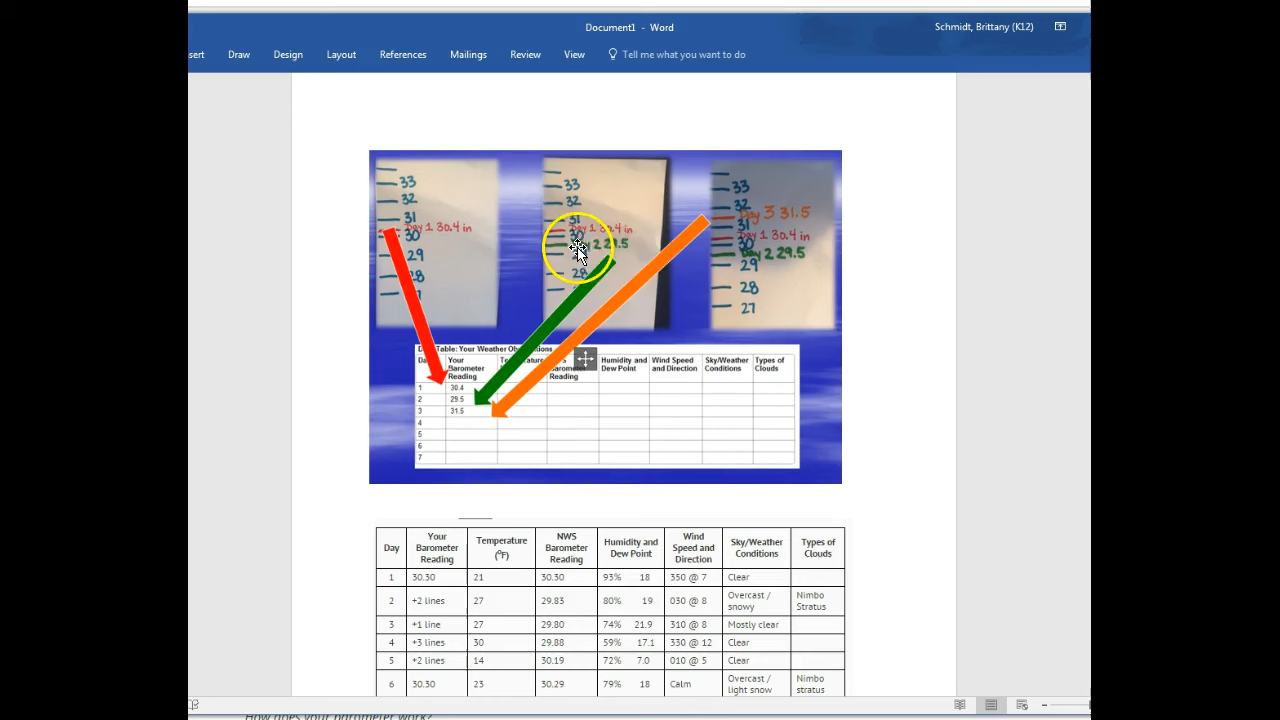 Document1 - Word
Schmidt, Brittany (K12)
sert Draw Design Layout References Mailings Review View Tell me what you want to do
33
32
31
Day 1 30.4 in
30
29
28
33
32
31
Day 1 30.4 in
30
2 29.5
28
33
32
Day 3 31.5
31
Day 1 30.4 in
30
Day 2 29.5
29
28
27
Table: Your Weather
Your Barometer Reading
Reading
Humidity and Dew Point
Wind Speed and Direction
Sky/Weather Conditions
Types of Clouds
1 30.4
2 29.5
3 31.5
4
5
6
7
Day
Your Barometer Reading
Temperature (°F)
NWS Barometer Reading
Humidity and Dew Point
Wind Speed and Direction
Sky/Weather Conditions
Types of Clouds
1 30.30 21 30.30 93% 18 350 @ 7 Clear
2 +2 lines 27 29.83 80% 19 030 @ 8 Overcast / snowy Nimbo Stratus
3 +1 line 27 29.80 74% 21.9 310 @ 8 Mostly clear
4 +3 lines 30 29.88 59% 17.1 330 @ 12 Clear
5 +2 lines 14 30.19 72% 7.0 010 @ 5 Clear
6 30.30 23 30.29 79% 18 Calm Overcast / light snow Nimbo stratus
How does your barometer work?